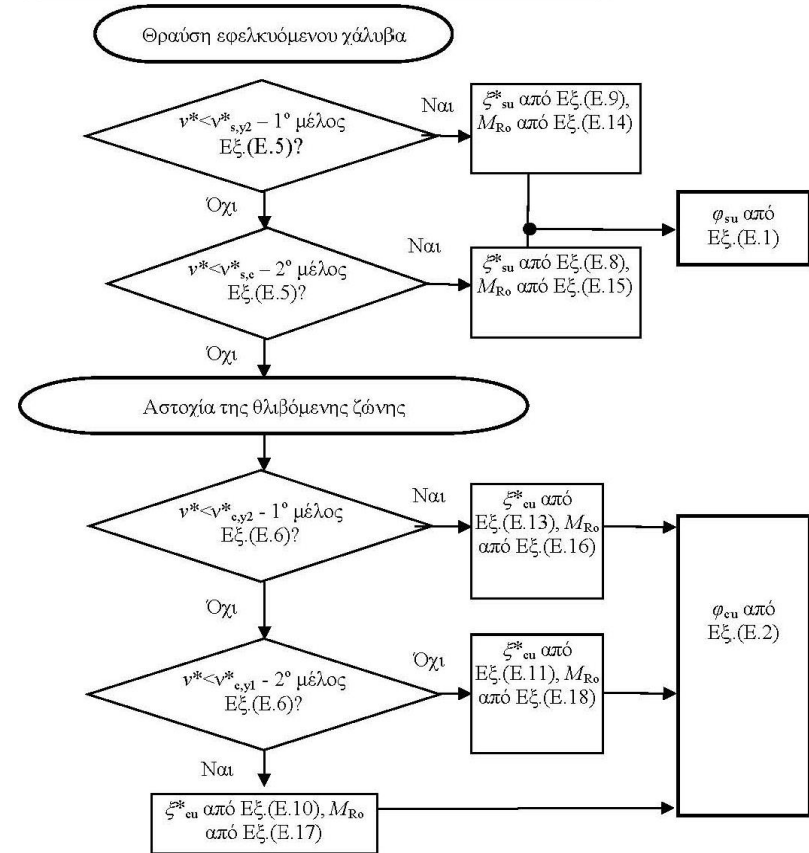 Θραύση εφελκυόμενου χάλυβα
ν*<ν*s,y2 – 1º μέλος
Εξ.(Ε.5)?
Ναι
ξ*su από Εξ.(Ε.9),
MRo από Εξ.(Ε.14)
Όχι
φsu από
Εξ.(Ε.1)
ν*<ν*s,c – 2º μέλος
Εξ.(Ε.5)?
Ναι
ξ*su από Εξ.(Ε.8),
MRo από Εξ.(Ε.15)
Όχι
Αστοχία της θλιβόμενης ζώνης
ν*<ν*c,y2 - 1º μέλος
Εξ.(Ε.6)?
Ναι
ξ*cu από
Εξ.(Ε.13), MRo
από Εξ.(Ε.16)
Όχι
φcu από
Εξ.(Ε.2)
ν*<ν*c,y1 - 2º μέλος
Εξ.(Ε.6)?
Όχι
ξ*cu από
Εξ.(Ε.11), MRo
από Εξ.(Ε.18)
Ναι
ξ*cu από Εξ.(Ε.10), MRo
από Εξ.(Ε.17)